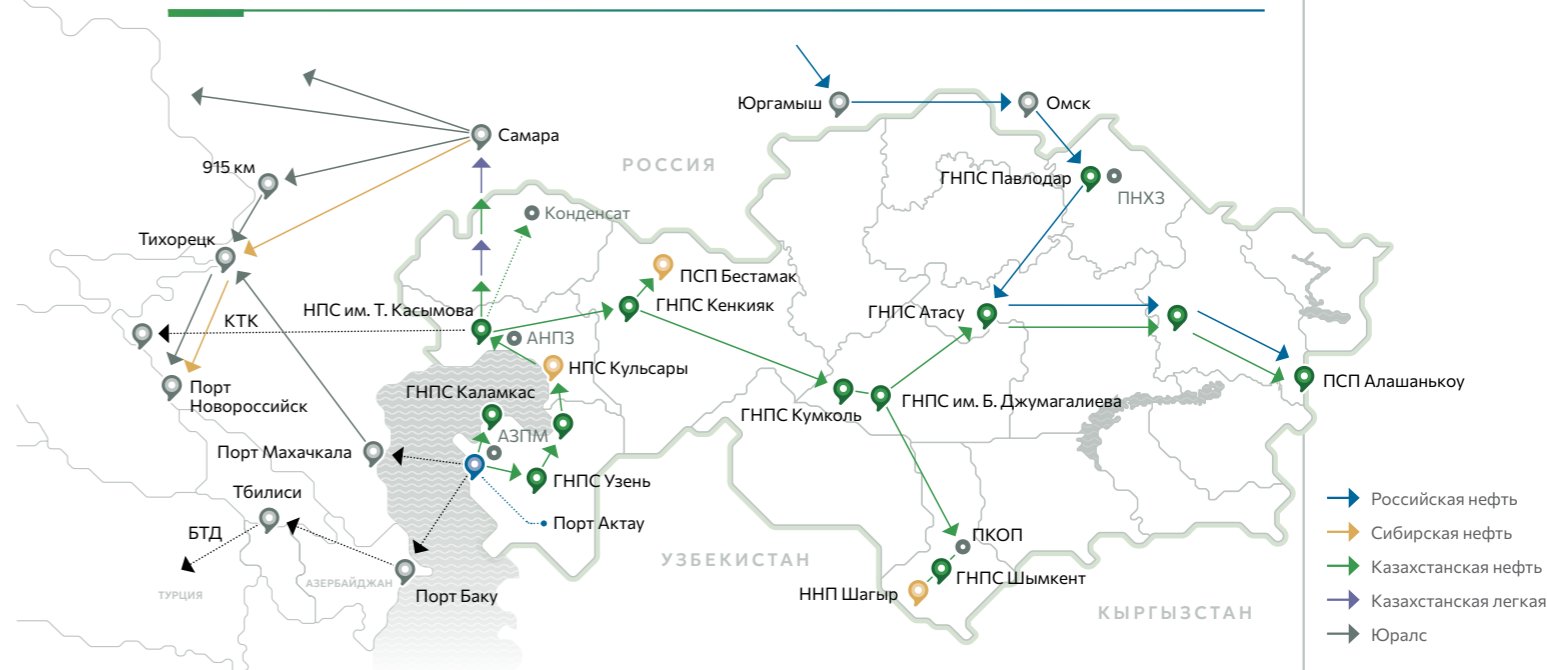 Юргамыш
Омск
Самара
РОССИЯ
915 км
ГНПС Павлодар
ПНХЗ
Конденсат
Тихорецк
ПСП Бестамак
НПС им. Т. Касымова
ГНПС Кенкияк
ГНПС Атасу
КТК
АНПЗ
НПС Кульсары
ПСП Алашанькоу
Порт
Новороссийск
ГНПС Каламкас
ГНПС Кумколь
ГНПС им. Б. Джумагалиева
АЗПМ
Порт Махачкала
ГНПС Узень
Тбилиси
Порт Актау
БТД
ПКОП
УЗБЕКИСТАН
АЗЕРБАЙДЖАН
ТУРЦИЯ
Порт Баку
ГНПС Шымкент
ННП Шагыр
КЫРГЫЗСТАН
Российская нефть
Сибирская нефть
Казахстанская нефть
Казахстанская легкая
Юралс